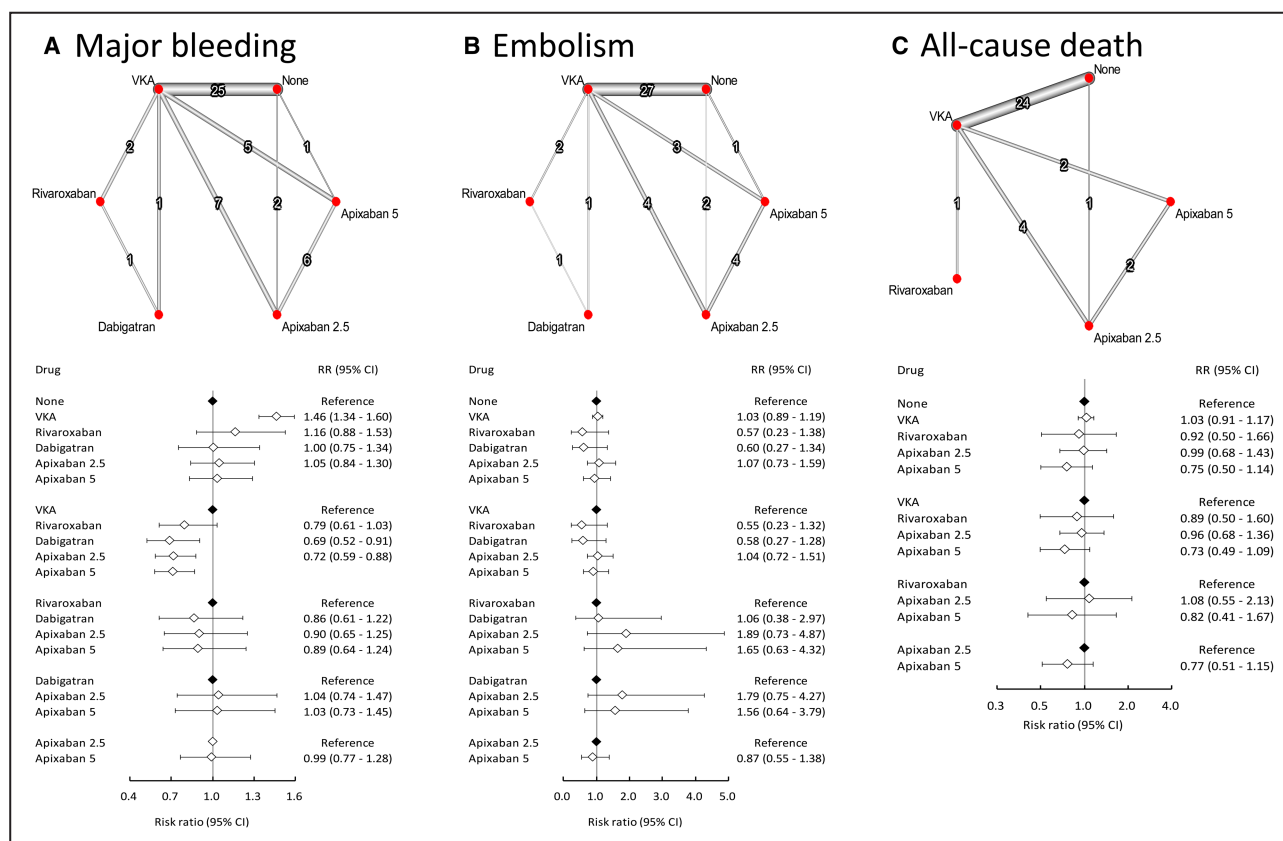 A Major bleeding
VKA
None
25
2
5
1
Rivaroxaban
1
7
2
Apixaban 5
1
6
Dabigatran
Apixaban 2.5
Drug RR (95% CI)
None Reference
VKA 1.46 (1.34 - 1.60)
Rivaroxaban 1.16 (0.88 - 1.53)
Dabigatran 1.00 (0.75 - 1.34)
Apixaban 2.5 1.05 (0.84 - 1.30)
Apixaban 5
VKA Reference
Rivaroxaban 0.79 (0.61 - 1.03)
Dabigatran 0.69 (0.52 - 0.91)
Apixaban 2.5 0.72 (0.59 - 0.88)
Apixaban 5
Rivaroxaban Reference
Dabigatran 0.86 (0.61 - 1.22)
Apixaban 2.5 0.90 (0.65 - 1.25)
Apixaban 5 0.89 (0.64 - 1.24)
Dabigatran Reference
Apixaban 2.5 1.04 (0.74 - 1.47)
Apixaban 5 1.03 (0.73 - 1.45)
Apixaban 2.5 Reference
Apixaban 5 0.99 (0.77 - 1.28)
0.4 0.7 1.0 1.3 1.6
Risk ratio (95% CI)
B Embolism
VKA
None
27
2
3
1
1
4
2
Apixaban 5
1
4
Dabigatran
Apixaban 2.5
Drug RR (95% CI)
None Reference
VKA 1.03 (0.89 - 1.19)
Rivaroxaban 0.57 (0.23 - 1.38)
Dabigatran 0.60 (0.27 - 1.34)
Apixaban 2.5 1.07 (0.73 - 1.59)
Apixaban 5
VKA Reference
Rivaroxaban 0.55 (0.23 - 1.32)
Dabigatran 0.58 (0.27 - 1.28)
Apixaban 2.5 1.04 (0.72 - 1.51)
Apixaban 5
Rivaroxaban Reference
Dabigatran 1.06 (0.38 - 2.97)
Apixaban 2.5 1.89 (0.73 - 4.87)
Apixaban 5 1.65 (0.63 - 4.32)
Dabigatran Reference
Apixaban 2.5 1.79 (0.75 - 4.27)
Apixaban 5 1.56 (0.64 - 3.79)
Apixaban 2.5 Reference
Apixaban 5 0.87 (0.55 - 1.38)
0.0 1.0 2.0 3.0 4.0 5.0
Risk ratio (95% CI)
C All-cause death
None
24
VKA
2
1
4
1
Apixaban 5
2
Rivaroxaban
Apixaban 2.5
Drug RR (95% CI)
None Reference
VKA 1.03 (0.91 - 1.17)
Rivaroxaban 0.92 (0.50 - 1.66)
Apixaban 2.5 0.99 (0.68 - 1.43)
Apixaban 5 0.75 (0.50 - 1.14)
VKA Reference
Rivaroxaban 0.89 (0.50 - 1.60)
Apixaban 2.5 0.96 (0.68 - 1.36)
Apixaban 5 0.73 (0.49 - 1.09)
Rivaroxaban Reference
Apixaban 2.5 1.08 (0.55 - 2.13)
Apixaban 5 0.82 (0.41 - 1.67)
Apixaban 2.5 Reference
Apixaban 5 0.77 (0.51 - 1.15)
0.3 0.5 1.0 2.0 4.0
Risk ratio (95% CI)